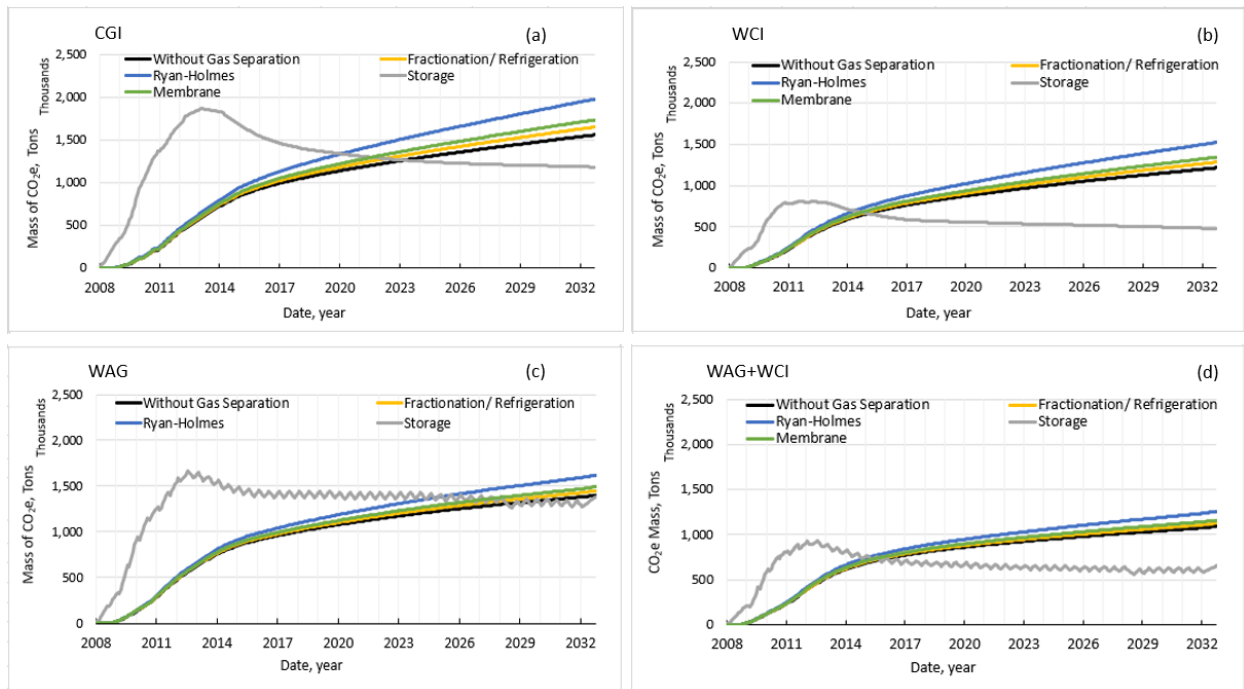 CGI
(a)
Without Gas Separation
Fractionation/ Refrigeration
Ryan-Holmes
Storage
Membrane
Thousands
Mass of CO₂e, Tons
2,500
2,000
1,500
1,000
500
0
2008 2011 2014 2017 2020 2023 2026 2029 2032
Date, year
WCI
(b)
Without Gas Separation
Fractionation/ Refrigeration
Ryan-Holmes
Storage
Membrane
Thousands
Mass of CO₂e, Tons
2,500
2,000
1,500
1,000
500
0
2008 2011 2014 2017 2020 2023 2026 2029 2032
Date, year
WAG
(c)
Without Gas Separation
Fractionation/ Refrigeration
Ryan-Holmes
Storage
Membrane
Thousands
Mass of CO₂e, Tons
2,500
2,000
1,500
1,000
500
0
2008 2011 2014 2017 2020 2023 2026 2029 2032
Date, year
WAG+WCI
(d)
Without Gas Separation
Fractionation/ Refrigeration
Ryan-Holmes
Storage
Membrane
Thousands
CO₂e Mass, Tons
2,500
2,000
1,500
1,000
500
0
2008 2011 2014 2017 2020 2023 2026 2029 2032
Date, year